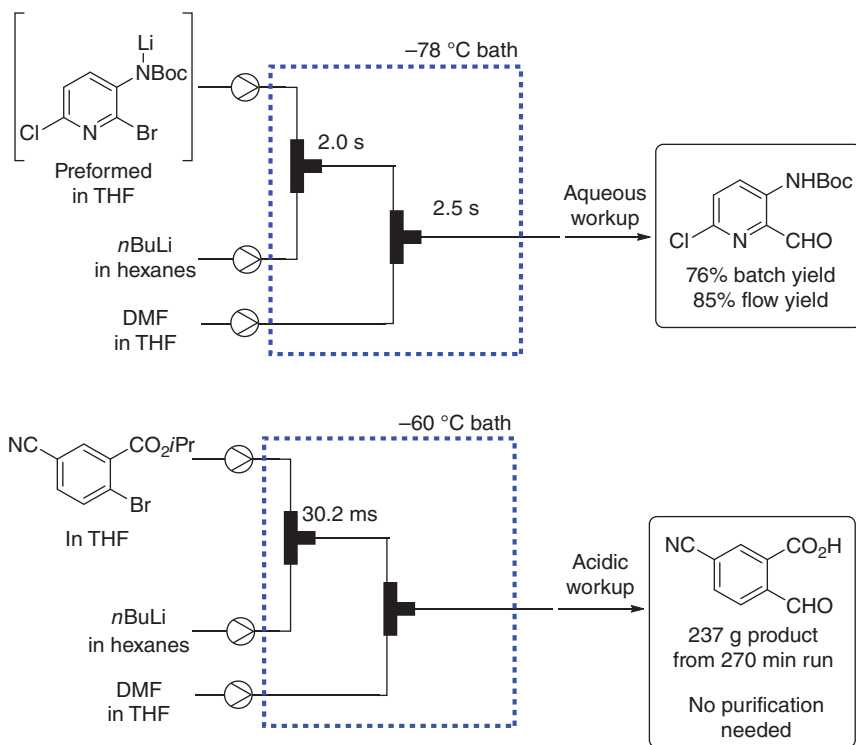 –78 °C bath
Li
NBoc
Cl
N
Br
Preformed
in THF
2.0 s
2.5 s
nBuLi
in hexanes
DMF
in THF
Aqueous
workup
NHBoc
Cl
N
CHO
76% batch yield
85% flow yield
–60 °C bath
NC
CO2iPr
Br
In THF
30.2 ms
nBuLi
in hexanes
DMF
in THF
Acidic
workup
NC
CO2H
CHO
237 g product
from 270 min run
No purification
needed